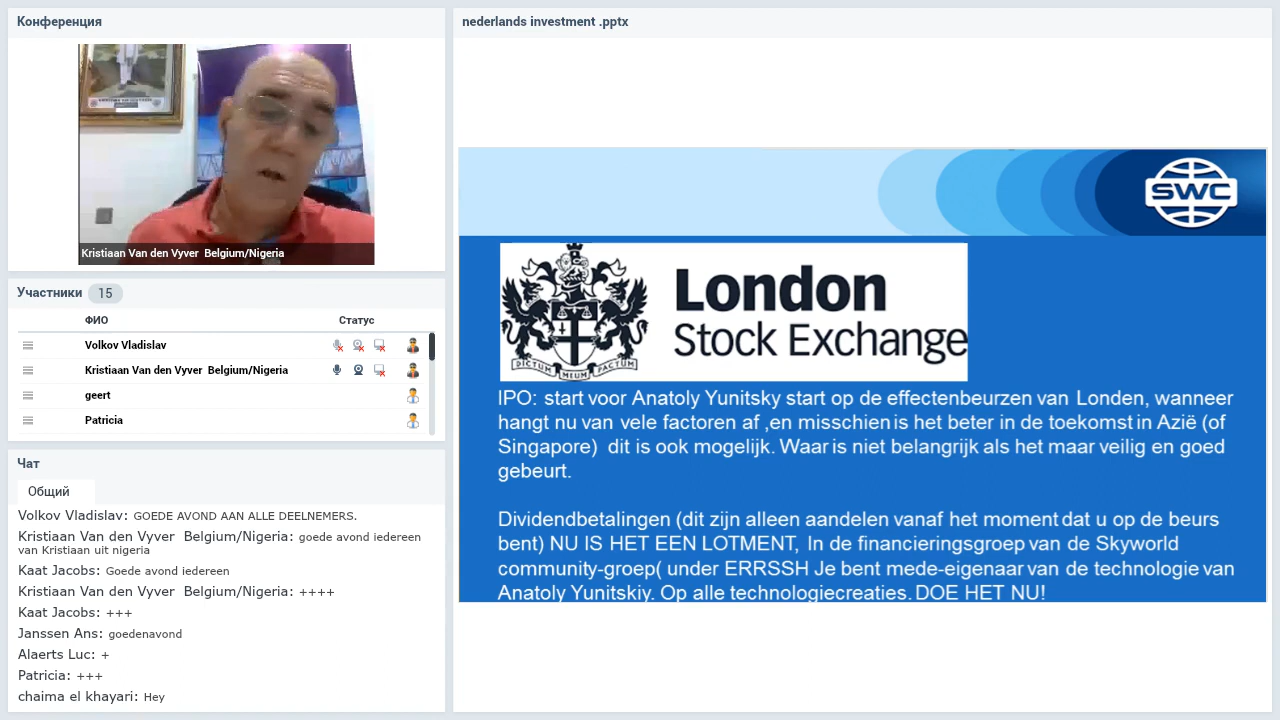 Конференция
Kristiaan Van den Vyver  Belgium/Nigeria
Участники 15
ФИО Статус
Volkov Vladislav
Kristiaan Van den Vyver  Belgium/Nigeria
geert
Patricia
Чат
Общий
Volkov Vladislav: GOEDE AVOND AAN ALLE DEELNEMERS.
Kristiaan Van den Vyver  Belgium/Nigeria: goede avond iedereen
van Kristiaan uit nigeria
Kaat Jacobs: Goede avond iedereen
Kristiaan Van den Vyver  Belgium/Nigeria: ++++
Kaat Jacobs: +++
Janssen Ans: goedenavond
Alaerts Luc: +
Patricia: +++
chaima el khayari: Hey
nederlands investment .pptx
SWC
London
Stock Exchange
DICTUM MEUM PACTUM
IPO: start voor Anatoly Yunitsky start op de effectenbeurzen van Londen, wanneer
hangt nu van vele factoren af ,en misschien is het beter in de toekomst in Azië (of
Singapore)  dit is ook mogelijk. Waar is niet belangrijk als het maar veilig en goed
gebeurt.
Dividendbetalingen (dit zijn alleen aandelen vanaf het moment dat u op de beurs
bent) NU IS HET EEN LOTMENT, In de financieringsgroep van de Skyworld
community-groep( under ERRSSH Je bent mede-eigenaar van de technologie van
Anatoly Yunitskiy. Op alle technologiecreaties. DOE HET NU!